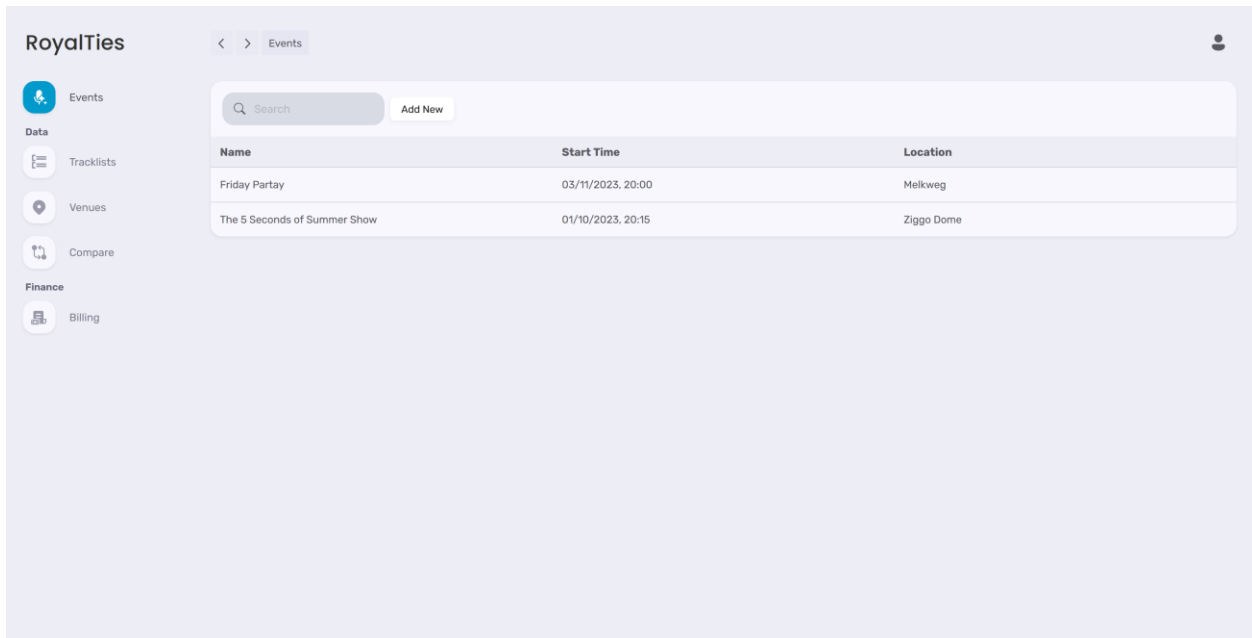 RoyalTies
Events
Events
Data
Tracklists
Venues
Compare
Finance
Billing
Search
Add New
Name Start Time Location
Friday Partay 03/11/2023, 20:00 Melkweg
The 5 Seconds of Summer Show 01/10/2023, 20:15 Ziggo Dome